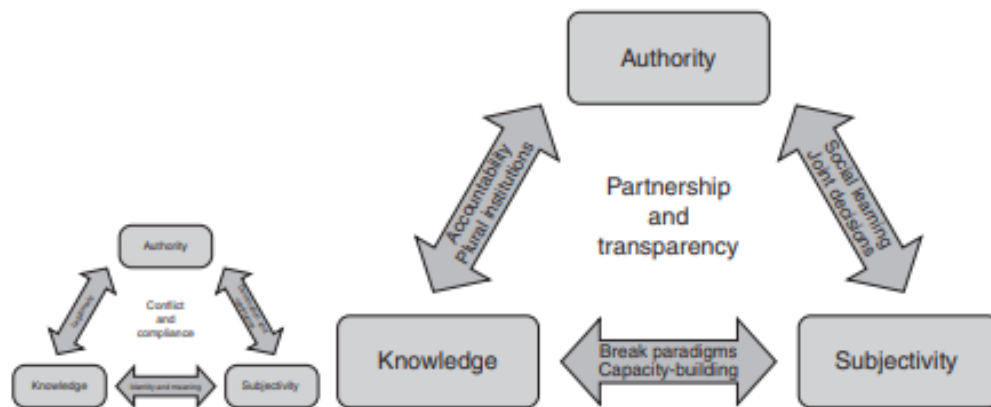 Authority
Accountability
Plural institutions
Social learning
Joint decisions
Partnership
and
transparency
Knowledge
Break paradigms
Capacity-building
Subjectivity
Authority
Conflict
and
compliance
Knowledge
Identity and meaning
Subjectivity